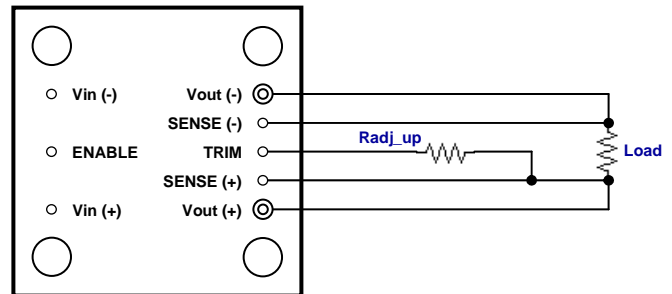 Vin (-) Vout (-)
SENSE (-)
Radj_up
ENABLE TRIM Load
SENSE (+)
Vin (+) Vout (+)